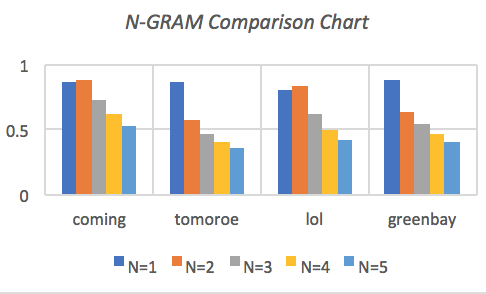 N-GRAM Comparison Chart
1
0.5
0
coming tomoroe lol greenbay
N=1 N=2 N=3 N=4 N=5